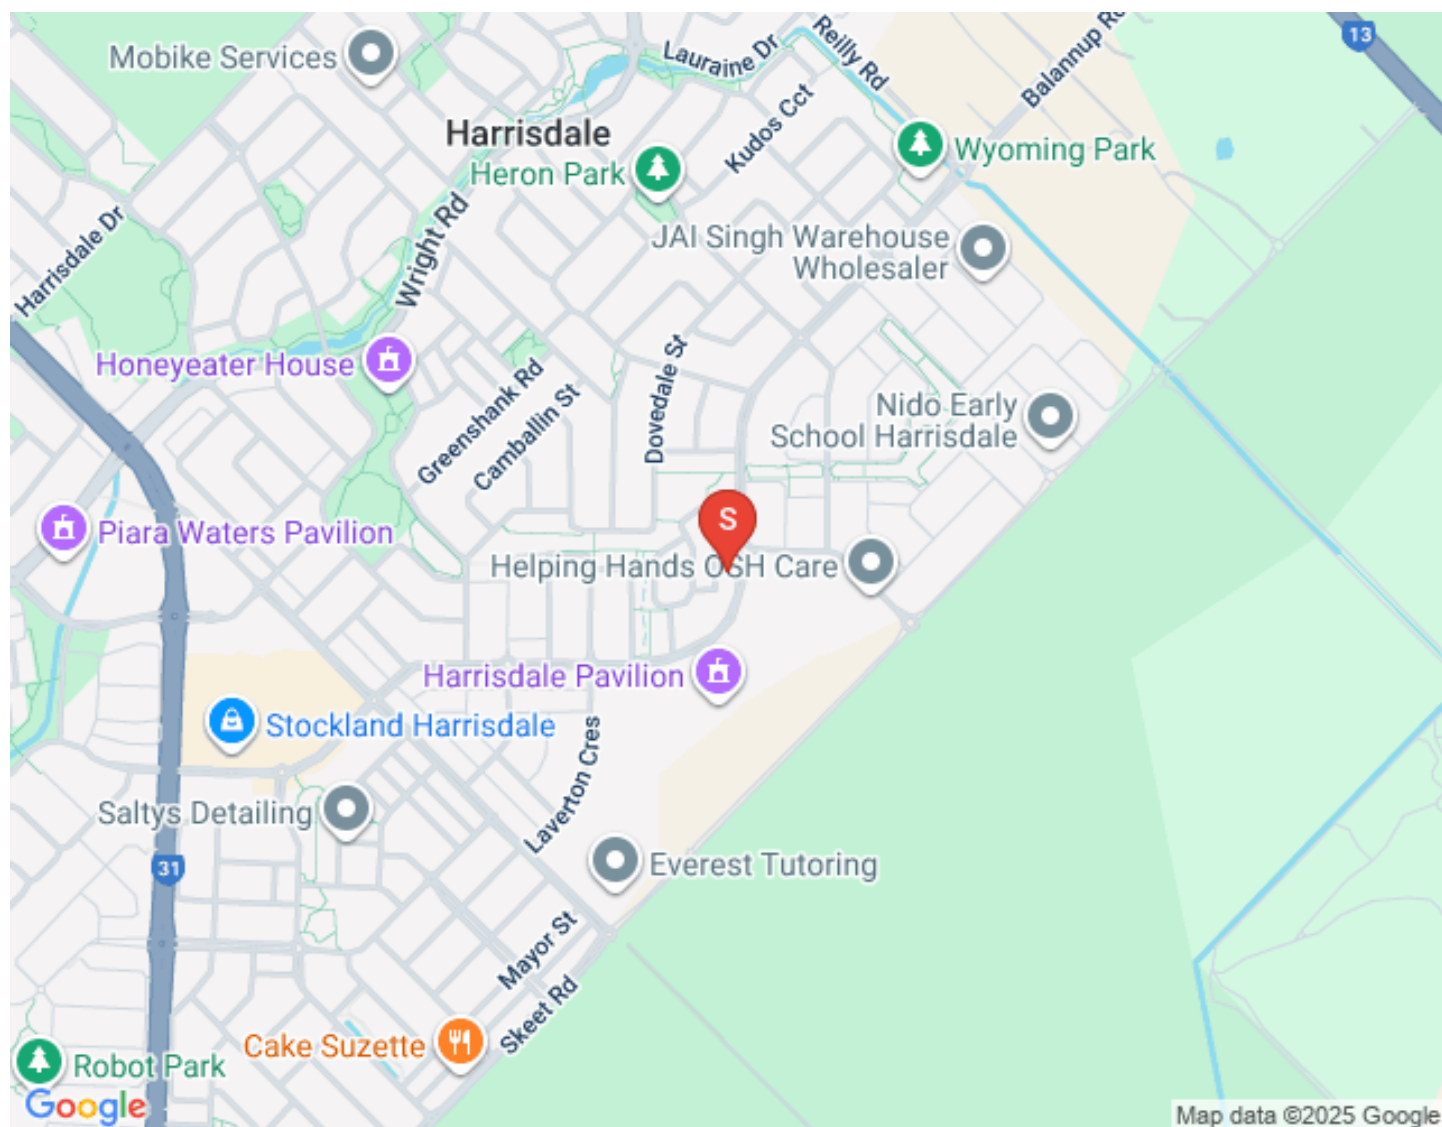 13
Mobike Services
Lauraine Dr
Reilly Rd
Balannup Rd
Kudos Cct
Harrisdale
Heron Park
Wyoming Park
Harrisdale Dr
Wright Rd
JAI Singh Warehouse
Wholesaler
Honeyeater House
Greenshank Rd
Camballin St
Dovedale St
Nido Early
School Harrisdale
Piara Waters Pavilion
S
Helping Hands OSH Care
Harrisdale Pavilion
Stockland Harrisdale
Laverton Cres
Saltys Detailing
31
Everest Tutoring
Mayor St
Skeet Rd
Cake Suzette
Robot Park
Google
Map data ©2025 Google